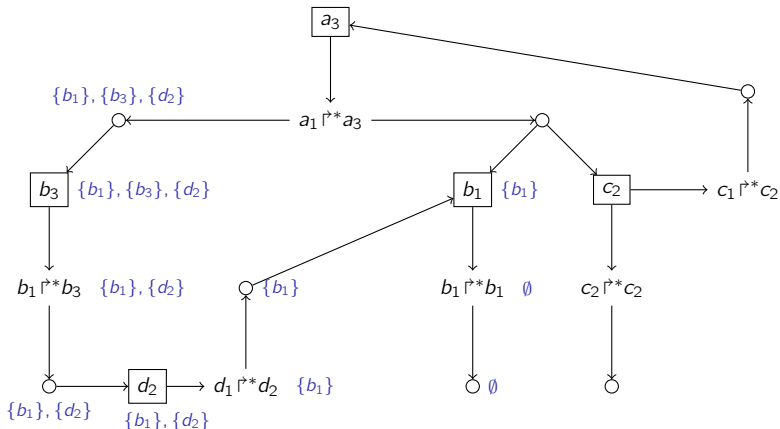 a₃
{b₁}, {b₃}, {d₂}
a₁ ↱* a₃
b₃ {b₁}, {b₃}, {d₂} b₁ {b₁} c₂ c₁ ↱* c₂
b₁ ↱* b₃ {b₁}, {d₂} {b₁} b₁ ↱* b₁ ∅ c₂ ↱* c₂
d₂ d₁ ↱* d₂ {b₁} ∅
{b₁}, {d₂} {b₁}, {d₂}